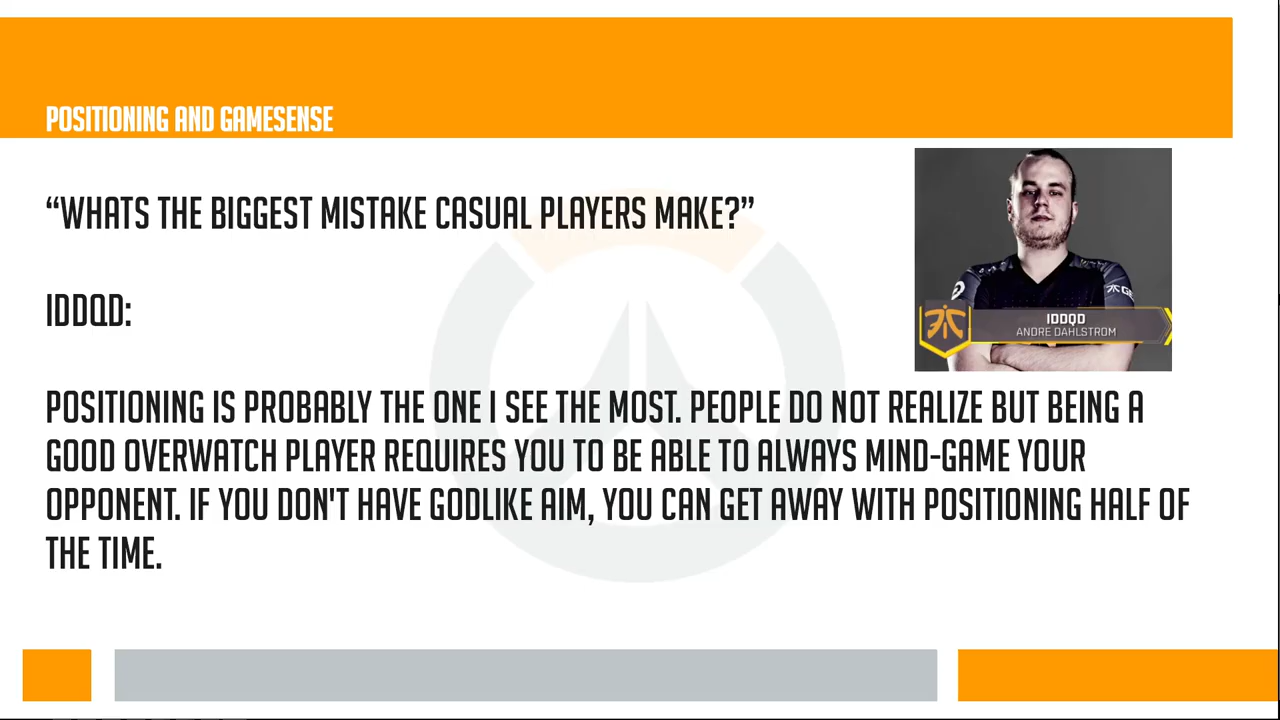 POSITIONING AND GAMESENSE
“WHATS THE BIGGEST MISTAKE CASUAL PLAYERS MAKE?”
IDDQD:
IDDQD
ANDRE DAHLSTROM
POSITIONING IS PROBABLY THE ONE I SEE THE MOST. PEOPLE DO NOT REALIZE BUT BEING A
GOOD OVERWATCH PLAYER REQUIRES YOU TO BE ABLE TO ALWAYS MIND-GAME YOUR
OPPONENT. IF YOU DON'T HAVE GODLIKE AIM, YOU CAN GET AWAY WITH POSITIONING HALF OF
THE TIME.